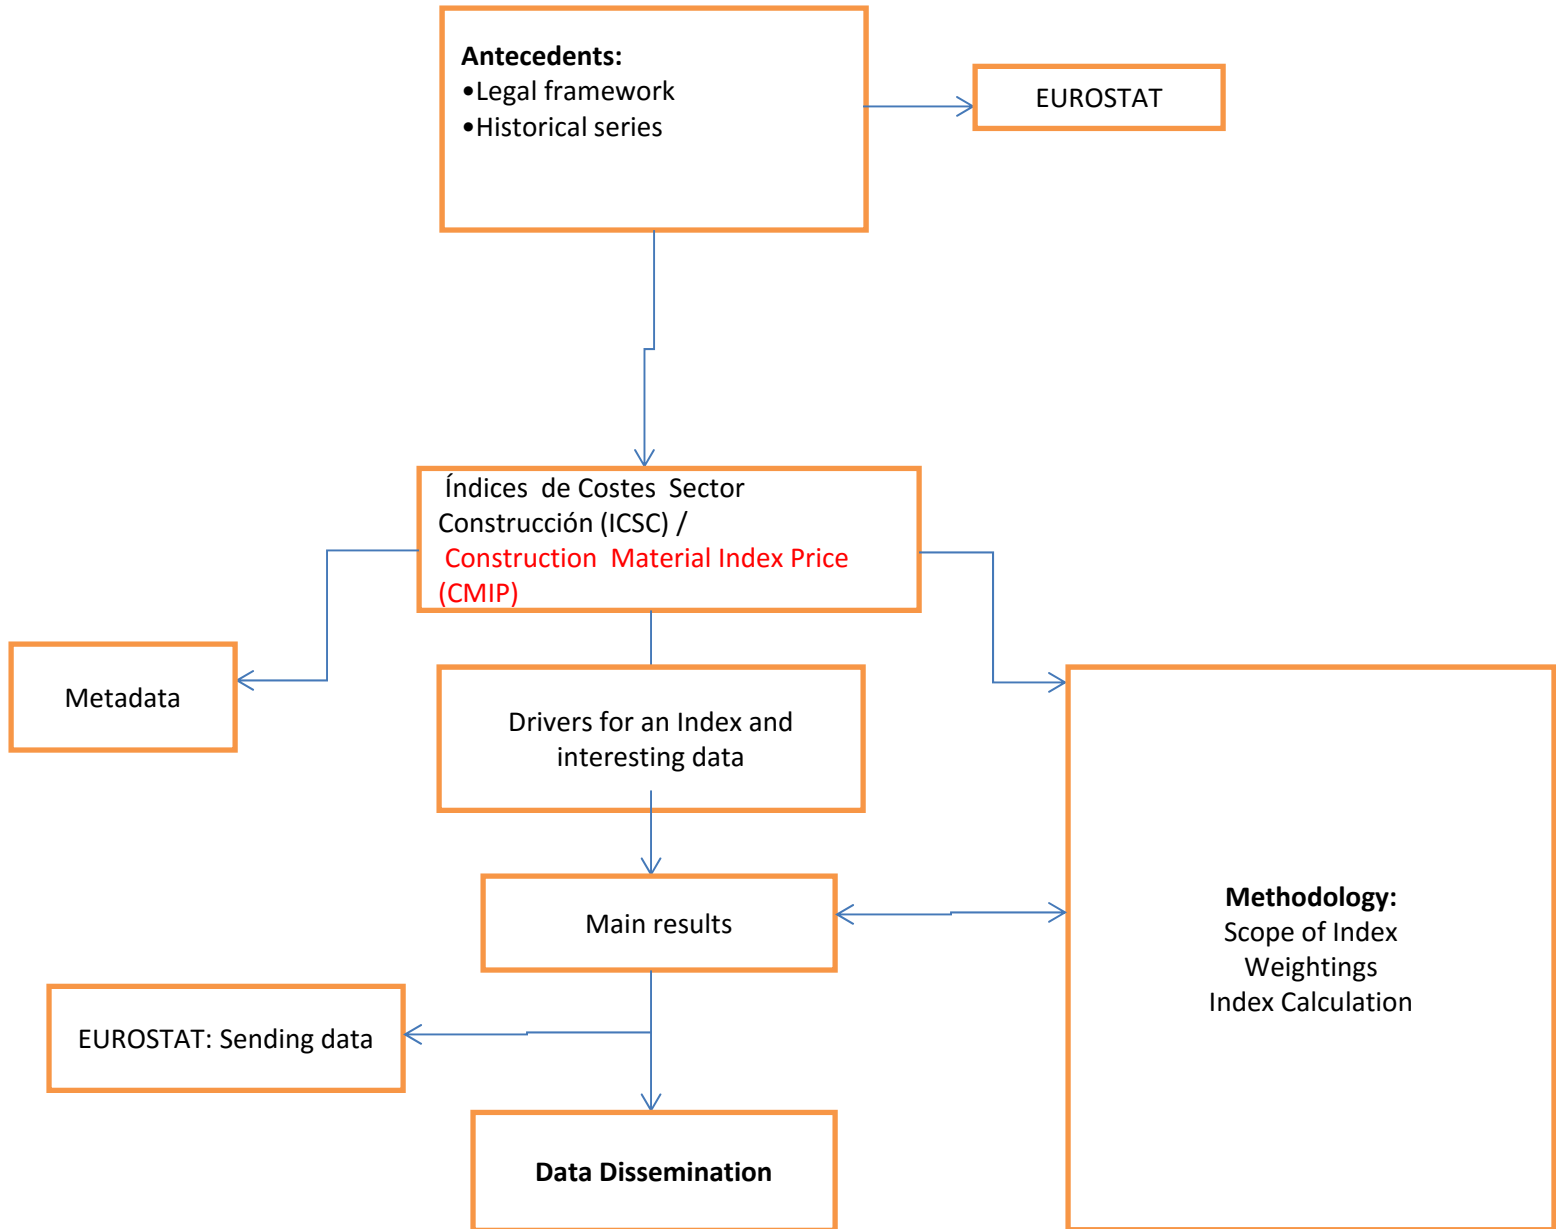 Antecedents:
•Legal framework
•Historical series
EUROSTAT
Índices de Costes Sector
Construcción (ICSC) /
Construction Material Index Price
(CMIP)
Metadata
Drivers for an Index and
interesting data
Main results
Methodology:
Scope of Index
Weightings
Index Calculation
EUROSTAT: Sending data
Data Dissemination